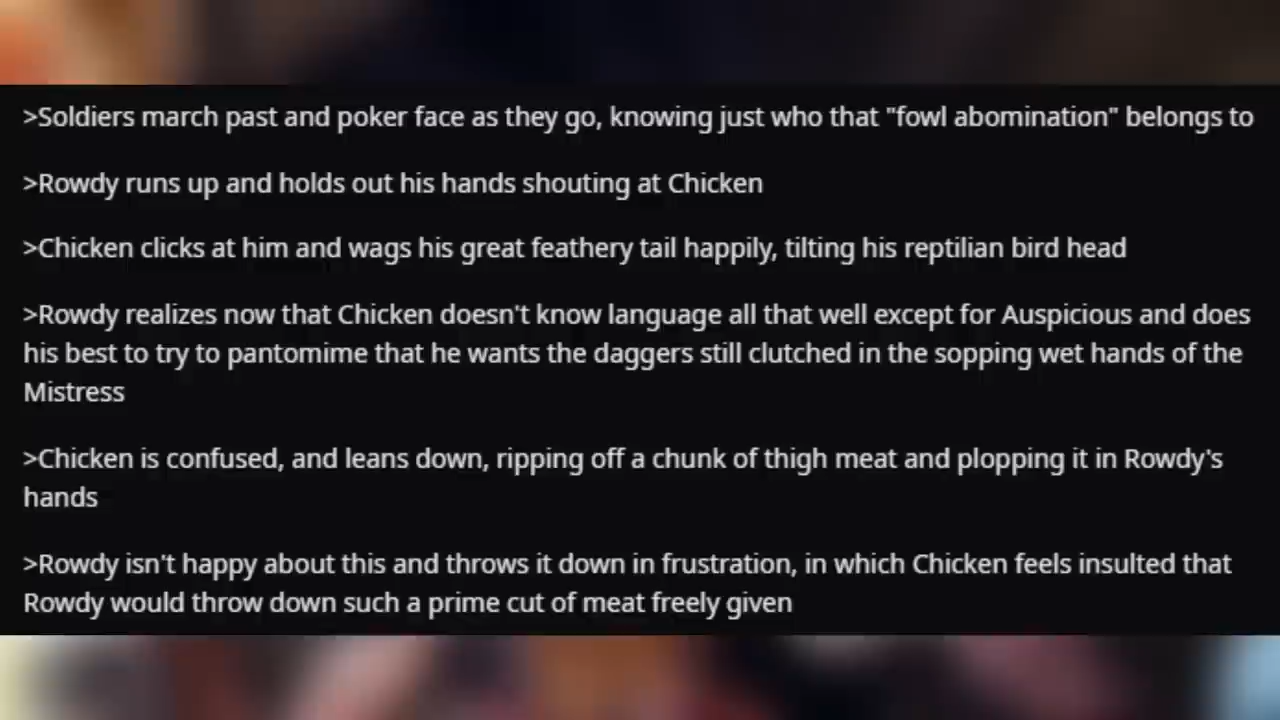 >Soldiers march past and poker face as they go, knowing just who that "fowl abomination" belongs to
>Rowdy runs up and holds out his hands shouting at Chicken
>Chicken clicks at him and wags his great feathery tail happily, tilting his reptilian bird head
>Rowdy realizes now that Chicken doesn't know language all that well except for Auspicious and does
his best to try to pantomime that he wants the daggers still clutched in the sopping wet hands of the
Mistress
>Chicken is confused, and leans down, ripping off a chunk of thigh meat and plopping it in Rowdy's
hands
>Rowdy isn't happy about this and throws it down in frustration, in which Chicken feels insulted that
Rowdy would throw down such a prime cut of meat freely given